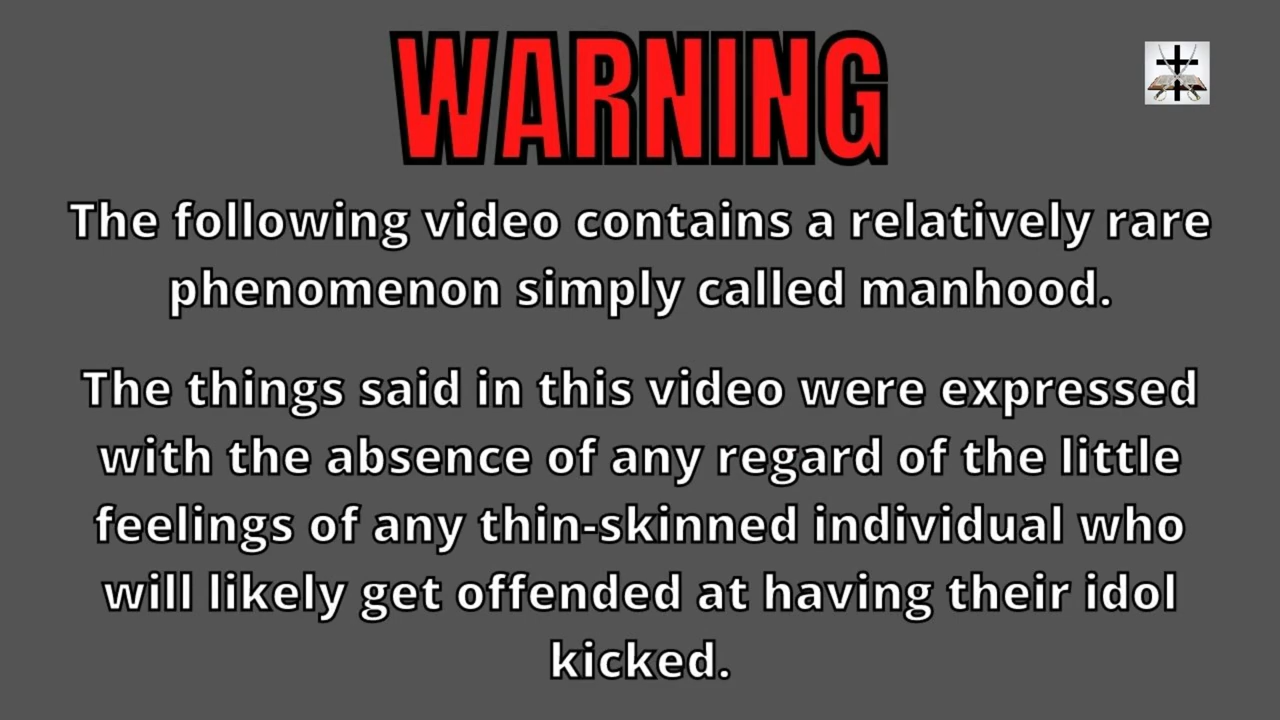 WARNING
The following video contains a relatively rare
phenomenon simply called manhood.
The things said in this video were expressed
with the absence of any regard of the little
feelings of any thin-skinned individual who
will likely get offended at having their idol
kicked.